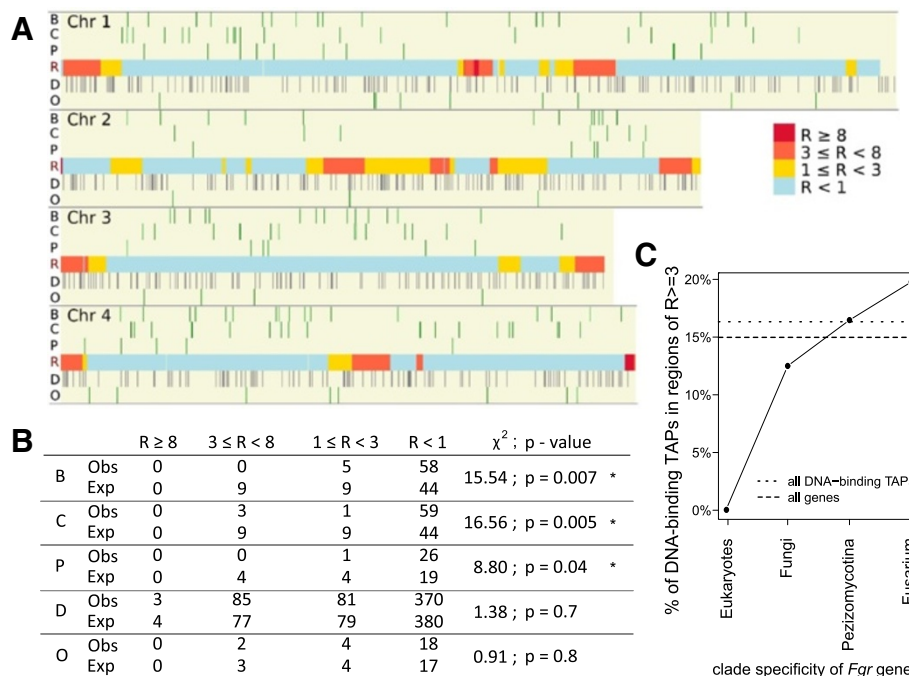 A
B
Chr 1
C
P
R
D
O
B
Chr 2
C
P
R
D
O
B
Chr 3
C
P
R
D
O
B
Chr 4
C
P
R
D
O
R ≥ 8
3 ≤ R < 8
1 ≤ R < 3
R < 1
B
R ≥ 8 3 ≤ R < 8 1 ≤ R < 3 R < 1 χ² ; p - value
B Obs 0 0 5 58 15.54 ; p = 0.007 *
Exp 0 9 9 44
C Obs 0 3 1 59 16.56 ; p = 0.005 *
Exp 0 9 9 44
P Obs 0 0 1 26 8.80 ; p = 0.04 *
Exp 0 4 4 19
D Obs 3 85 81 370 1.38 ; p = 0.7
Exp 4 77 79 380
O Obs 0 2 4 18 0.91 ; p = 0.8
Exp 0 3 4 17
C
% of DNA-binding TAPs in regions of R>=3
20%
15%
10%
5%
0%
all DNA-binding TAP
all genes
Eukaryotes
Fungi
Pezizomycotina
Fusarium
clade specificity of Fgr gene